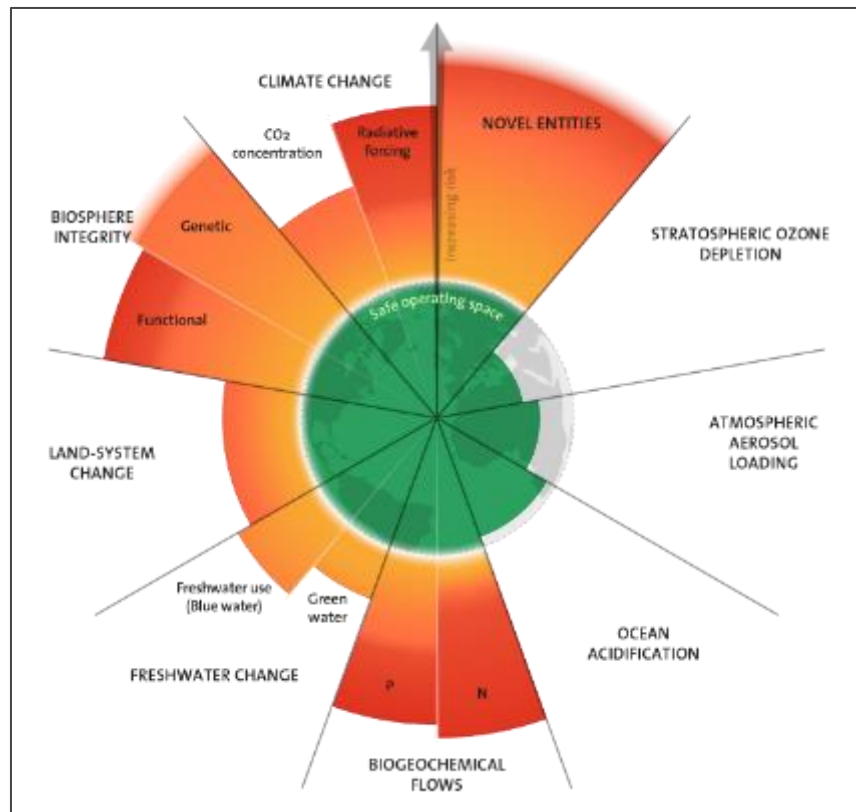 CLIMATE CHANGE
CO2
concentration
Radiative
forcing
Increasing risk
NOVEL ENTITIES
STRATOSPHERIC OZONE
DEPLETION
ATMOSPHERIC
AEROSOL
LOADING
OCEAN
ACIDIFICATION
BIOGEOCHEMICAL
FLOWS
P
N
FRESHWATER CHANGE
Green
water
Freshwater use
(Blue water)
LAND-SYSTEM
CHANGE
BIOSPHERE
INTEGRITY
Genetic
Functional
Safe operating space